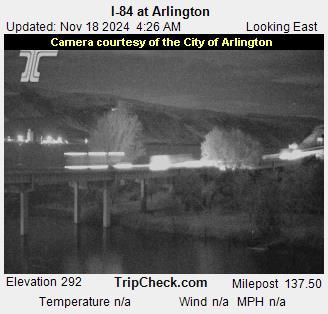 I-84 at Arlington
Updated: Nov 18 2024 4:26 AM Looking East
Camera courtesy of the City of Arlington
Elevation 292 TripCheck.com Milepost 137.50
Temperature n/a Wind n/a MPH n/a